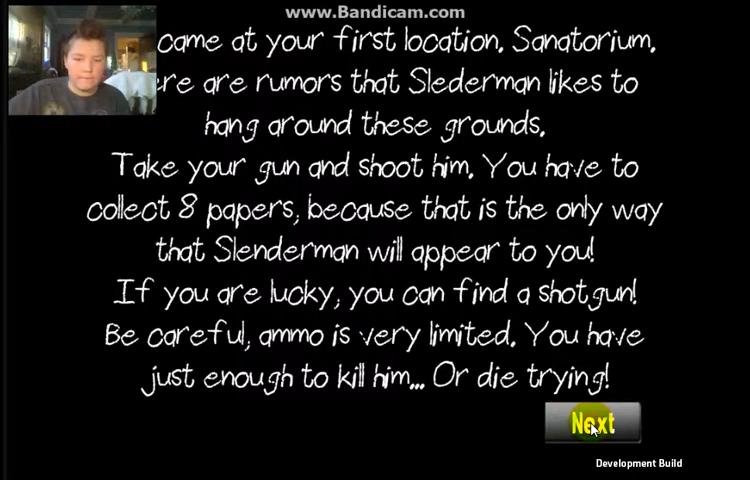 www.Bandicam.com
came at your first location, Sanatorium.
are rumors that Slederman likes to
hang around these grounds.
Take your gun and shoot him. You have to
collect 8 papers, because that is the only way
that Slenderman will appear to you!
If you are lucky, you can find a shotgun!
Be careful, ammo is very limited. You have
just enough to kill him... Or die trying!
Next
Development Build